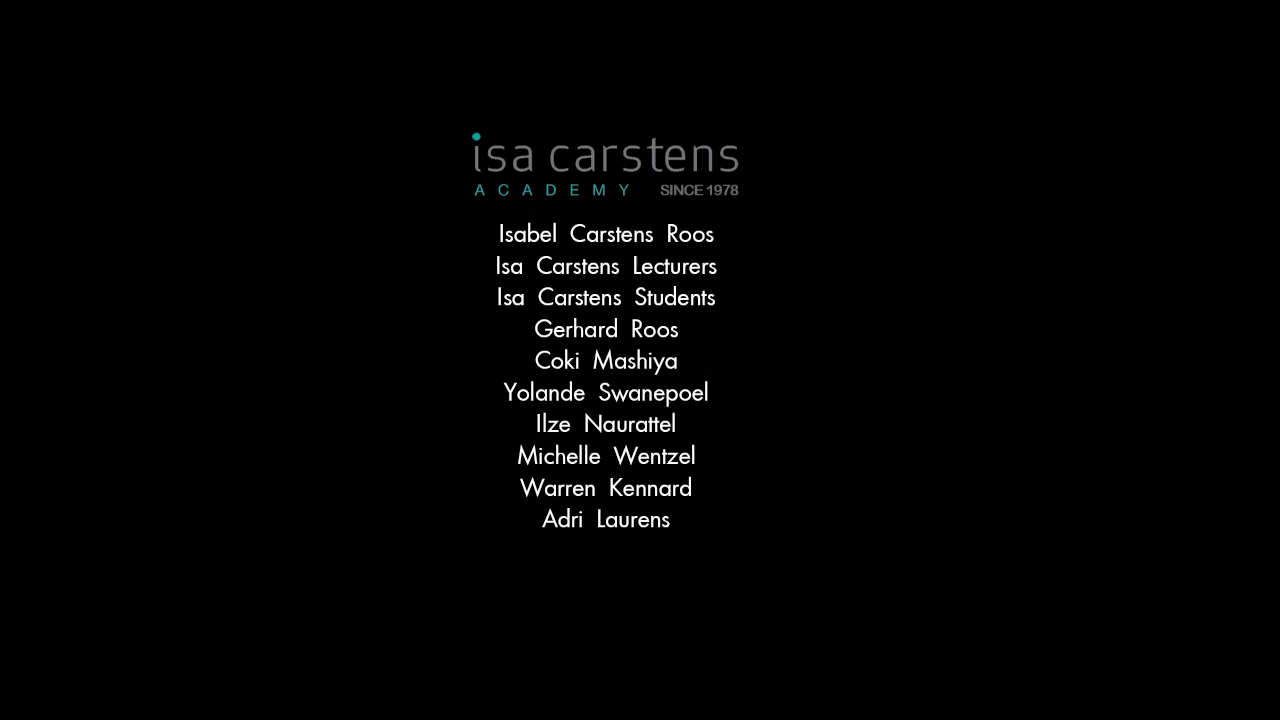 isa carstens
ACADEMY SINCE 1978
Isabel Carstens Roos
Isa Carstens Lecturers
Isa Carstens Students
Gerhard Roos
Coki Mashiya
Yolande Swanepoel
Ilze Naurattel
Michelle Wentzel
Warren Kennard
Adri Laurens